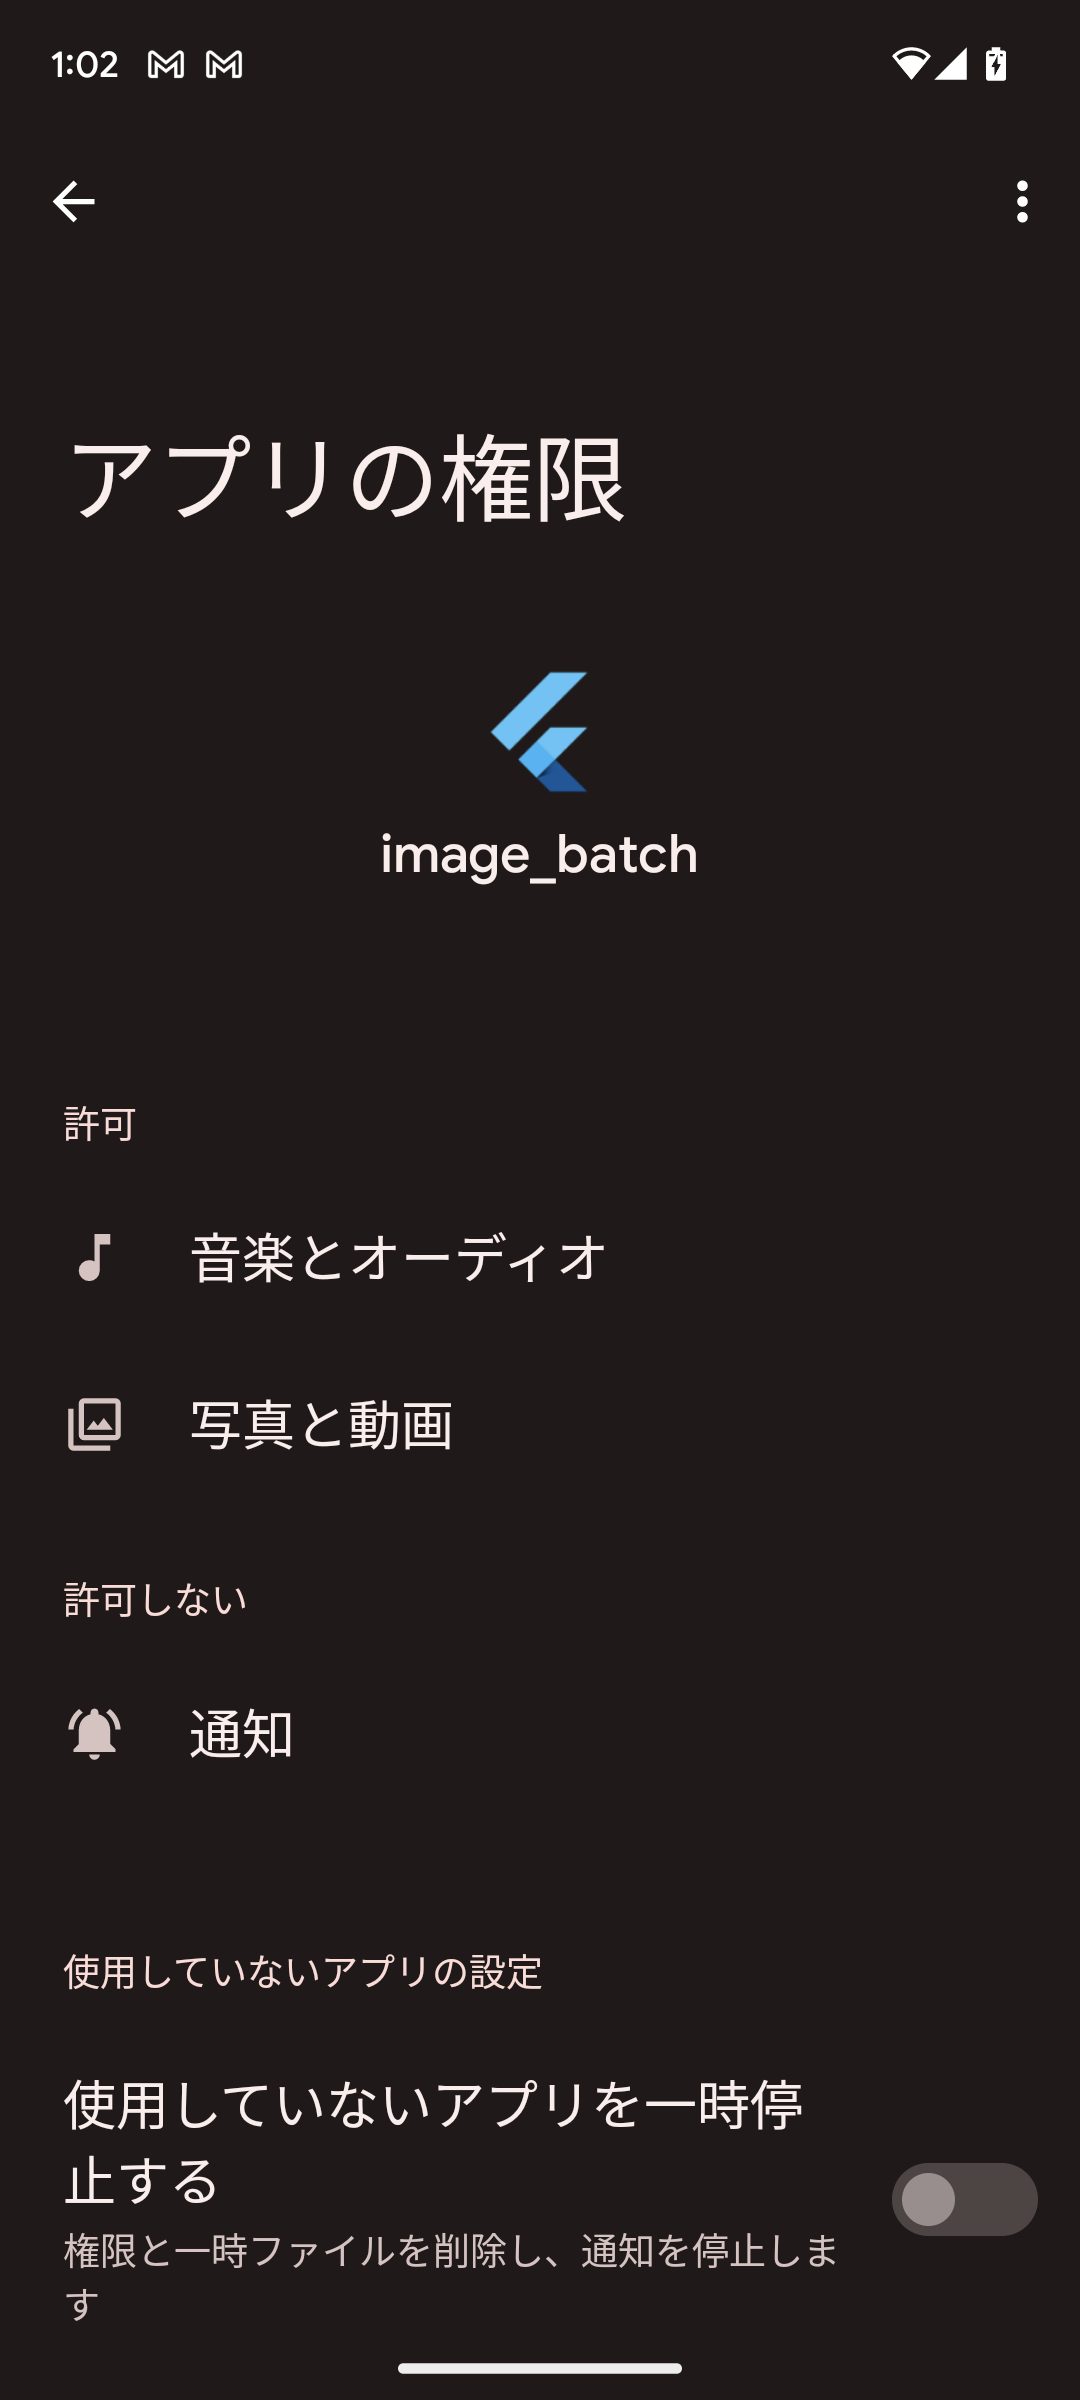 1:02
アプリの権限
image_batch
許可
音楽とオーディオ
写真と動画
許可しない
通知
使用していないアプリの設定
使用していないアプリを一時停
止する
権限と一時ファイルを削除し、通知を停止しま
す